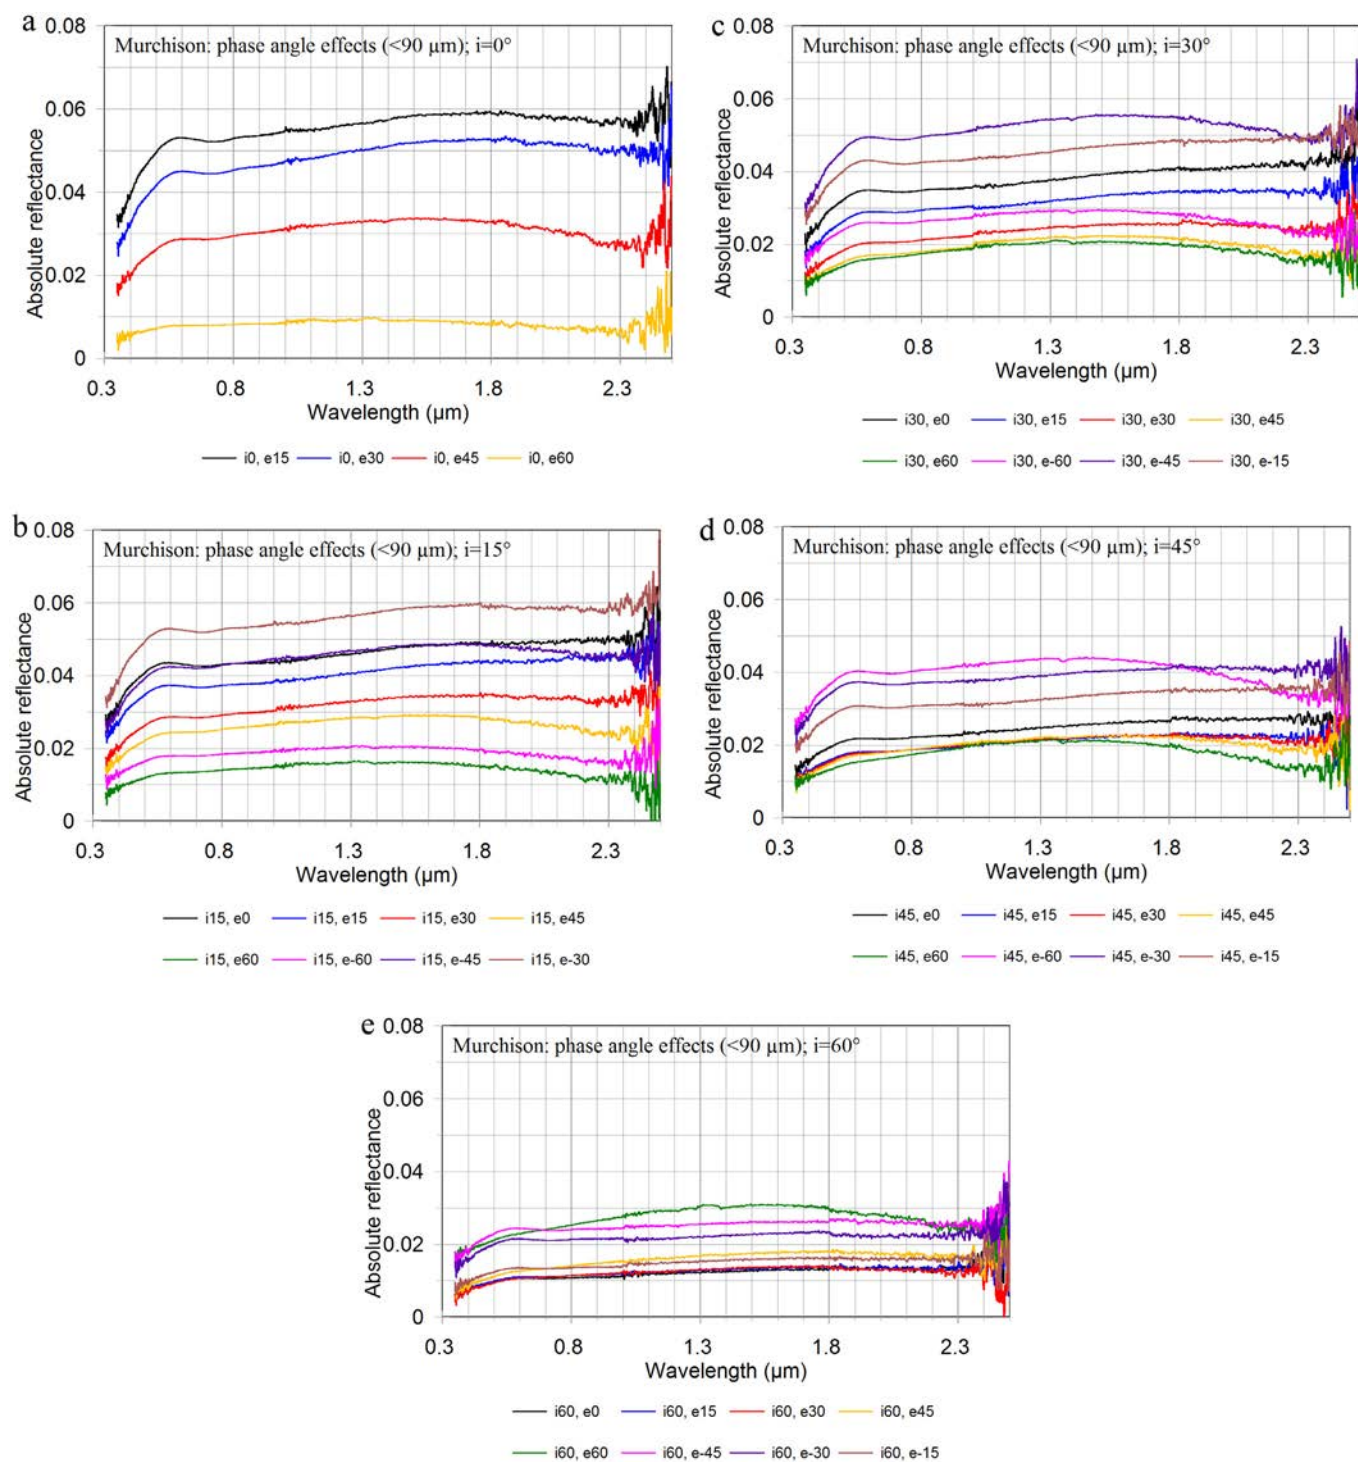 a
Murchison: phase angle effects (<90 µm); i=0°
Absolute reflectance
0.08
0.06
0.04
0.02
0
0.3 0.8 1.3 1.8 2.3
Wavelength (µm)
i0, e15 i0, e30 i0, e45 i0, e60
c
Murchison: phase angle effects (<90 µm); i=30°
Absolute reflectance
0.08
0.06
0.04
0.02
0
0.3 0.8 1.3 1.8 2.3
Wavelength (µm)
i30, e0 i30, e15 i30, e30 i30, e45
i30, e60 i30, e-60 i30, e-45 i30, e-15
b
Murchison: phase angle effects (<90 µm); i=15°
Absolute reflectance
0.08
0.06
0.04
0.02
0
0.3 0.8 1.3 1.8 2.3
Wavelength (µm)
i15, e0 i15, e15 i15, e30 i15, e45
i15, e60 i15, e-60 i15, e-45 i15, e-30
d
Murchison: phase angle effects (<90 µm); i=45°
Absolute reflectance
0.08
0.06
0.04
0.02
0
0.3 0.8 1.3 1.8 2.3
Wavelength (µm)
i45, e0 i45, e15 i45, e30 i45, e45
i45, e60 i45, e-60 i45, e-30 i45, e-15
e
Murchison: phase angle effects (<90 µm); i=60°
Absolute reflectance
0.08
0.06
0.04
0.02
0
0.3 0.8 1.3 1.8 2.3
Wavelength (µm)
i60, e0 i60, e15 i60, e30 i60, e45
i60, e60 i60, e-45 i60, e-30 i60, e-15